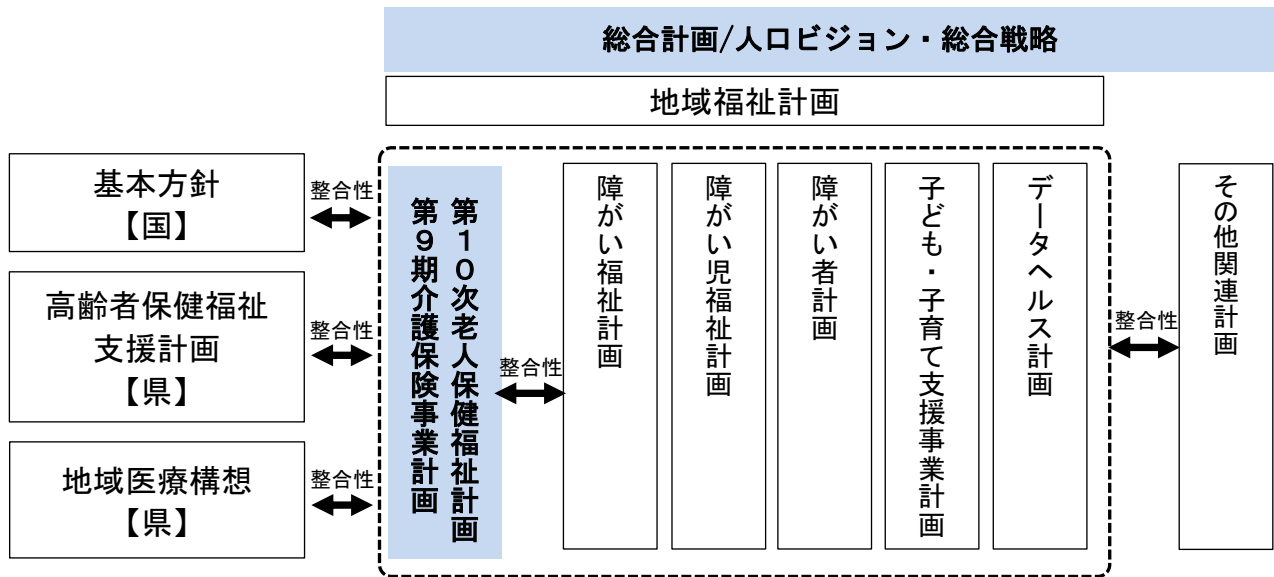 総合計画/人口ビジョン・総合戦略
地域福祉計画
基本方針
【国】
整合性
高齢者保健福祉
支援計画
【県】
整合性
地域医療構想
【県】
整合性
第10次老人保健福祉計画
第9期介護保険事業計画
整合性
障がい福祉計画
障がい児福祉計画
障がい者計画
子ども・子育て支援事業計画
データヘルス計画
整合性
その他関連計画